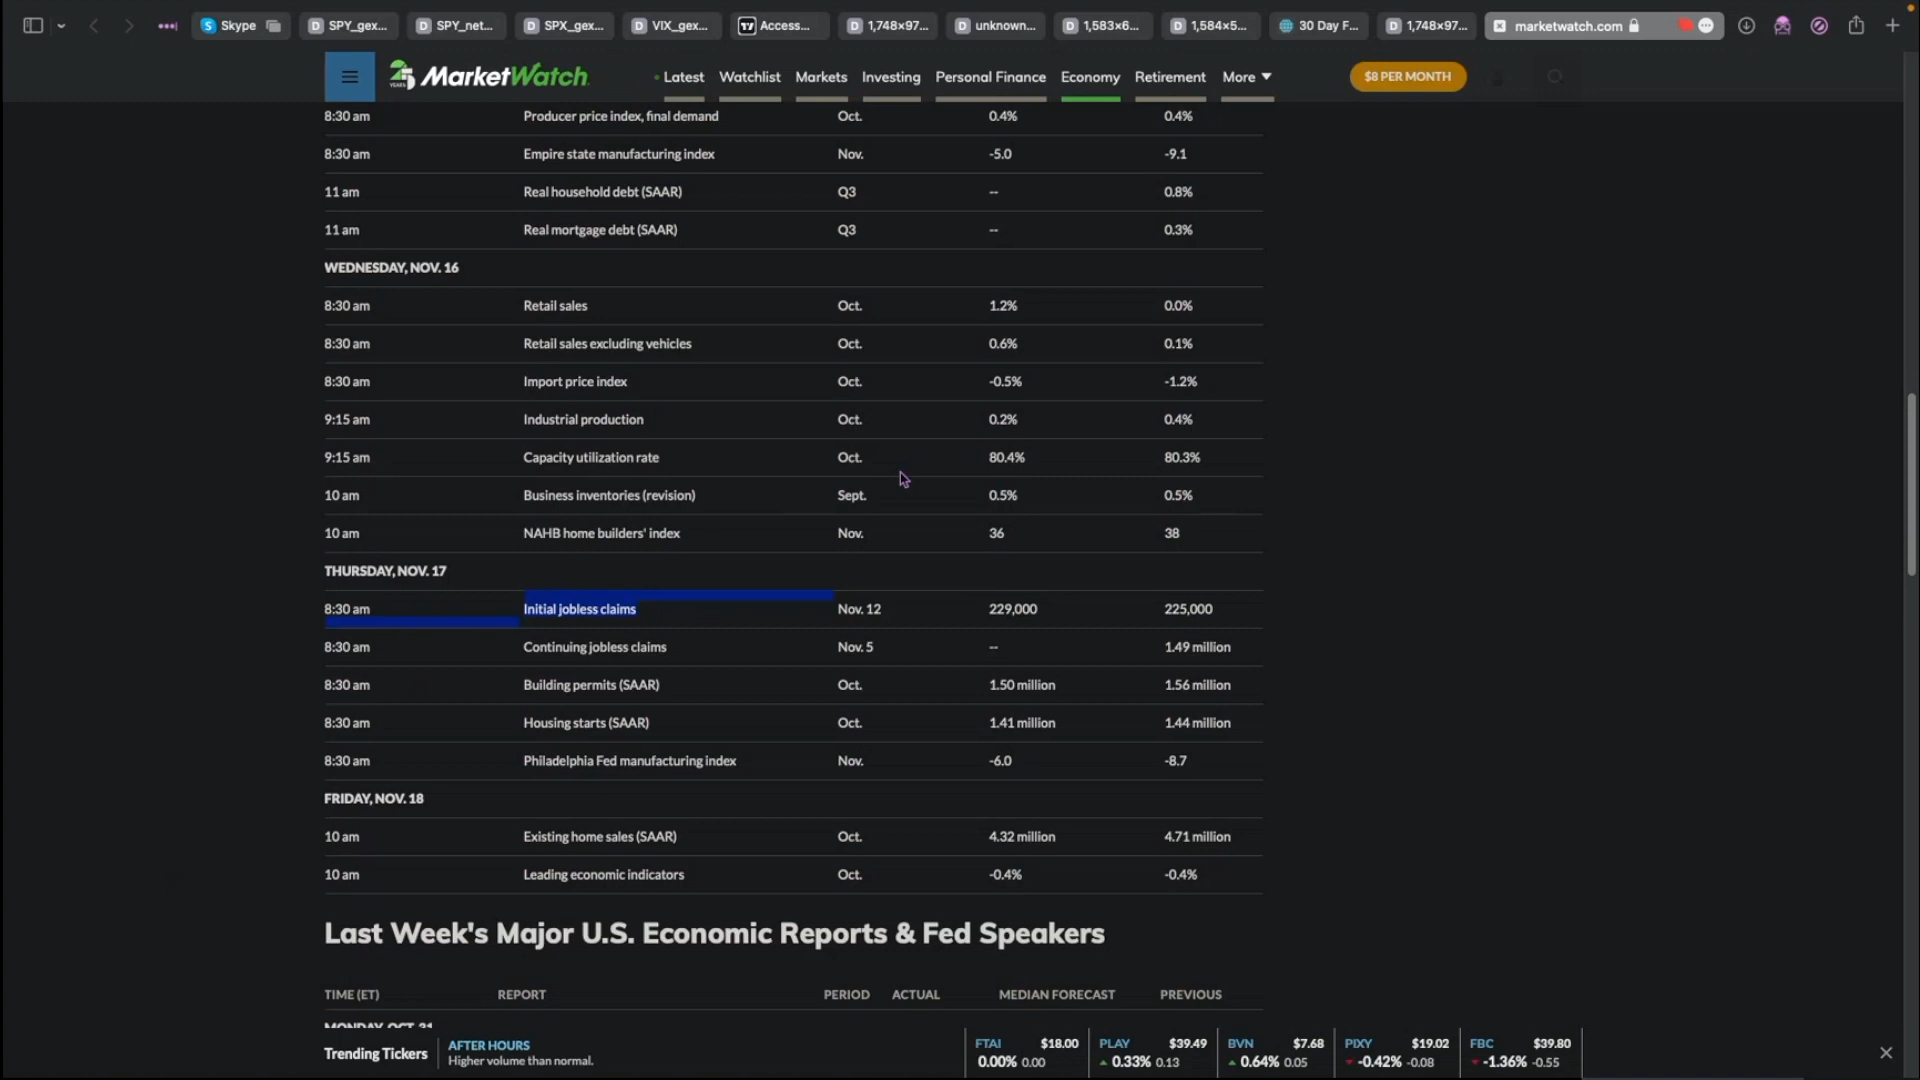 Skype SPY_gex... SPY_net... SPX_gex... VIX_gex... Access... 1,748×97... unknown... 1,583×6... 1,584×5... 30 Day F... 1,748×97... marketwatch.com
MarketWatch Latest Watchlist Markets Investing Personal Finance Economy Retirement More $8 PER MONTH
8:30 am Producer price index, final demand Oct. 0.4% 0.4%
8:30 am Empire state manufacturing index Nov. -5.0 -9.1
11 am Real household debt (SAAR) Q3 -- 0.8%
11 am Real mortgage debt (SAAR) Q3 -- 0.3%
WEDNESDAY, NOV. 16
8:30 am Retail sales Oct. 1.2% 0.0%
8:30 am Retail sales excluding vehicles Oct. 0.6% 0.1%
8:30 am Import price index Oct. -0.5% -1.2%
9:15 am Industrial production Oct. 0.2% 0.4%
9:15 am Capacity utilization rate Oct. 80.4% 80.3%
10 am Business inventories (revision) Sept. 0.5% 0.5%
10 am NAHB home builders' index Nov. 36 38
THURSDAY, NOV. 17
8:30 am Initial jobless claims Nov. 12 229,000 225,000
8:30 am Continuing jobless claims Nov. 5 -- 1.49 million
8:30 am Building permits (SAAR) Oct. 1.50 million 1.56 million
8:30 am Housing starts (SAAR) Oct. 1.41 million 1.44 million
8:30 am Philadelphia Fed manufacturing index Nov. -6.0 -8.7
FRIDAY, NOV. 18
10 am Existing home sales (SAAR) Oct. 4.32 million 4.71 million
10 am Leading economic indicators Oct. -0.4% -0.4%
Last Week's Major U.S. Economic Reports & Fed Speakers
TIME (ET) REPORT PERIOD ACTUAL MEDIAN FORECAST PREVIOUS
MONDAY, OCT. 31
Trending Tickers AFTER HOURS FTAI $18.00 PLAY $39.49 BVN $7.68 PIXY $19.02 FBC $39.80
Higher volume than normal. 0.00% 0.00 0.33% 0.13 0.64% 0.05 -0.42% -0.08 -1.36% -0.55